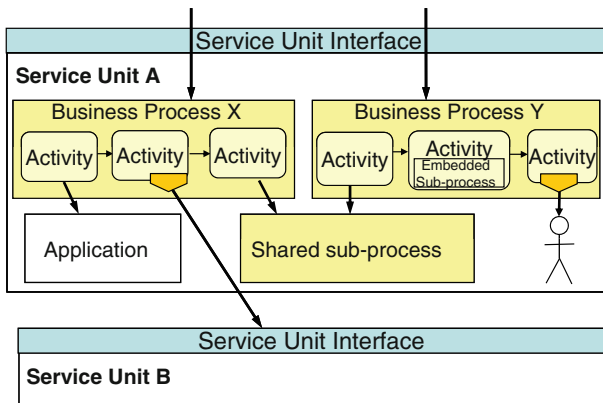 Service Unit Interface
Service Unit A
Business Process X
Activity
Activity
Activity
Application
Business Process Y
Activity
Activity
Embedded
Sub-process
Activity
Shared sub-process
Service Unit Interface
Service Unit B